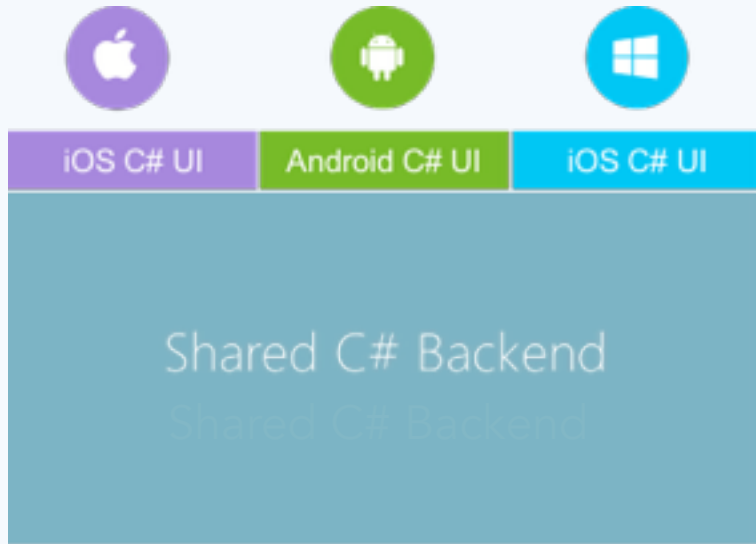 iOS C# UI
Android C# UI
iOS C# UI
Shared C# Backend
Shared C# Backend